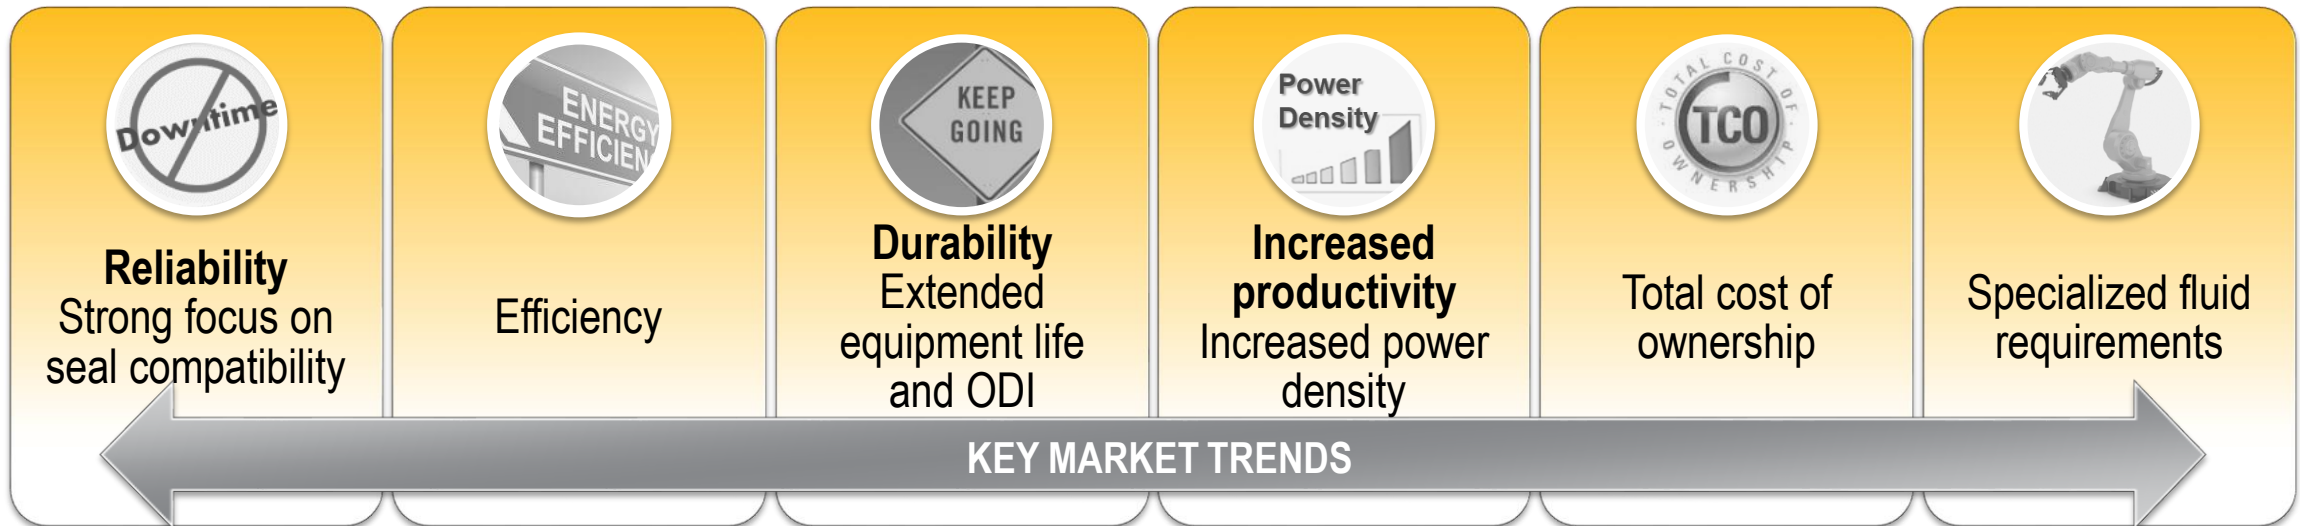 Downtime
Reliability
Strong focus on
seal compatibility
ENERGY
EFFICIEN
Efficiency
KEEP
GOING
Durability
Extended
equipment life
and ODI
Power
Density
Increased
productivity
Increased power
density
TOTAL COST OF OWNERSHIP
TCO
Total cost of
ownership
Specialized fluid
requirements
KEY MARKET TRENDS